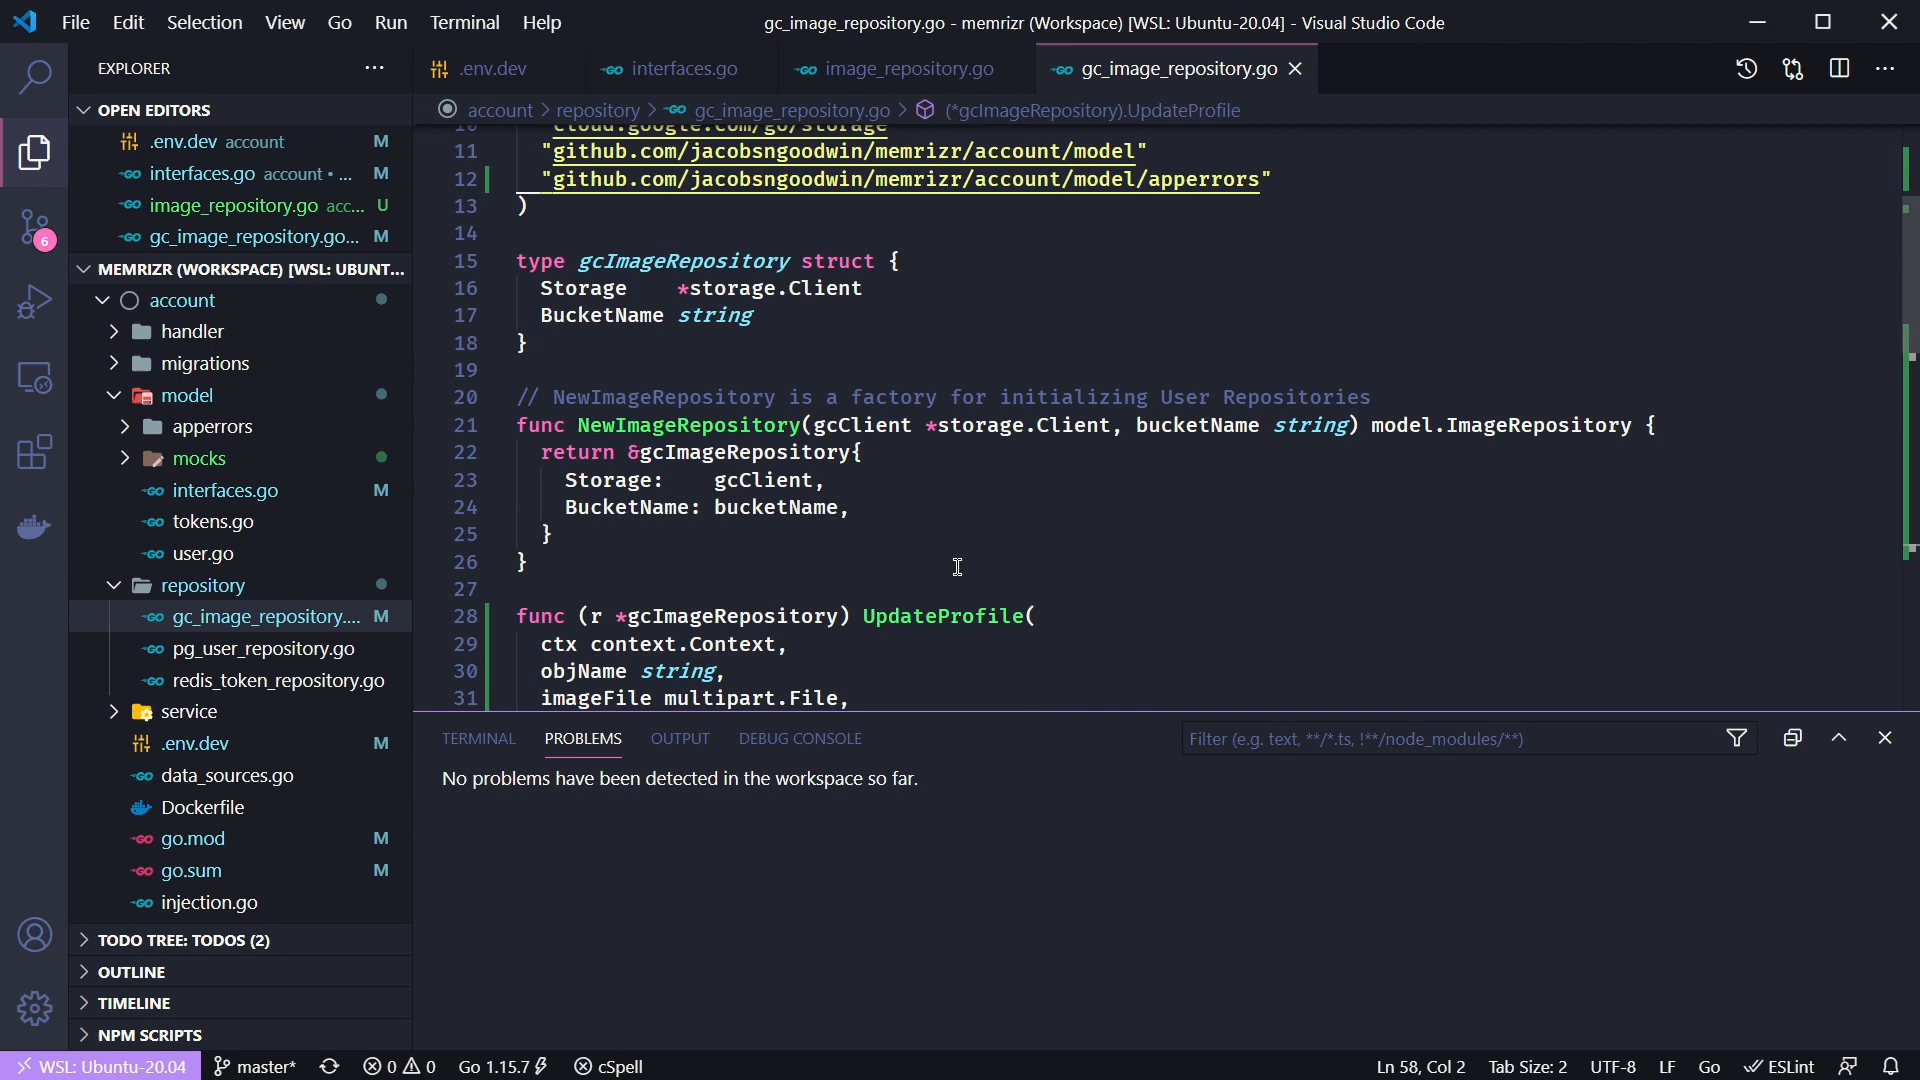 File Edit Selection View Go Run Terminal Help
gc_image_repository.go - memrizr (Workspace) [WSL: Ubuntu-20.04] - Visual Studio Code
EXPLORER
OPEN EDITORS
.env.dev account M
interfaces.go account • ... M
image_repository.go acc... U
gc_image_repository.go... M
MEMRIZR (WORKSPACE) [WSL: UBUNT...
account
handler
migrations
model
apperrors
mocks
interfaces.go M
tokens.go
user.go
repository
gc_image_repository.... M
pg_user_repository.go
redis_token_repository.go
service
.env.dev M
data_sources.go
Dockerfile
go.mod M
go.sum M
injection.go
TODO TREE: TODOS (2)
OUTLINE
TIMELINE
NPM SCRIPTS
6
.env.dev interfaces.go image_repository.go gc_image_repository.go
account > repository > gc_image_repository.go > (*gcImageRepository).UpdateProfile
10 cloud.google.com/go/storage
11 "github.com/jacobsngoodwin/memrizr/account/model"
12 "github.com/jacobsngoodwin/memrizr/account/model/apperrors"
13 )
14
15 type gcImageRepository struct {
16 Storage *storage.Client
17 BucketName string
18 }
19
20 // NewImageRepository is a factory for initializing User Repositories
21 func NewImageRepository(gcClient *storage.Client, bucketName string) model.ImageRepository {
22 return &gcImageRepository{
23 Storage: gcClient,
24 BucketName: bucketName,
25 }
26 }
27
28 func (r *gcImageRepository) UpdateProfile(
29 ctx context.Context,
30 objName string,
31 imageFile multipart.File,
TERMINAL PROBLEMS OUTPUT DEBUG CONSOLE
Filter (e.g. text, **/*.ts, !**/node_modules/**)
No problems have been detected in the workspace so far.
WSL: Ubuntu-20.04 master* 0 0 Go 1.15.7 cSpell
Ln 58, Col 2 Tab Size: 2 UTF-8 LF Go ESLint